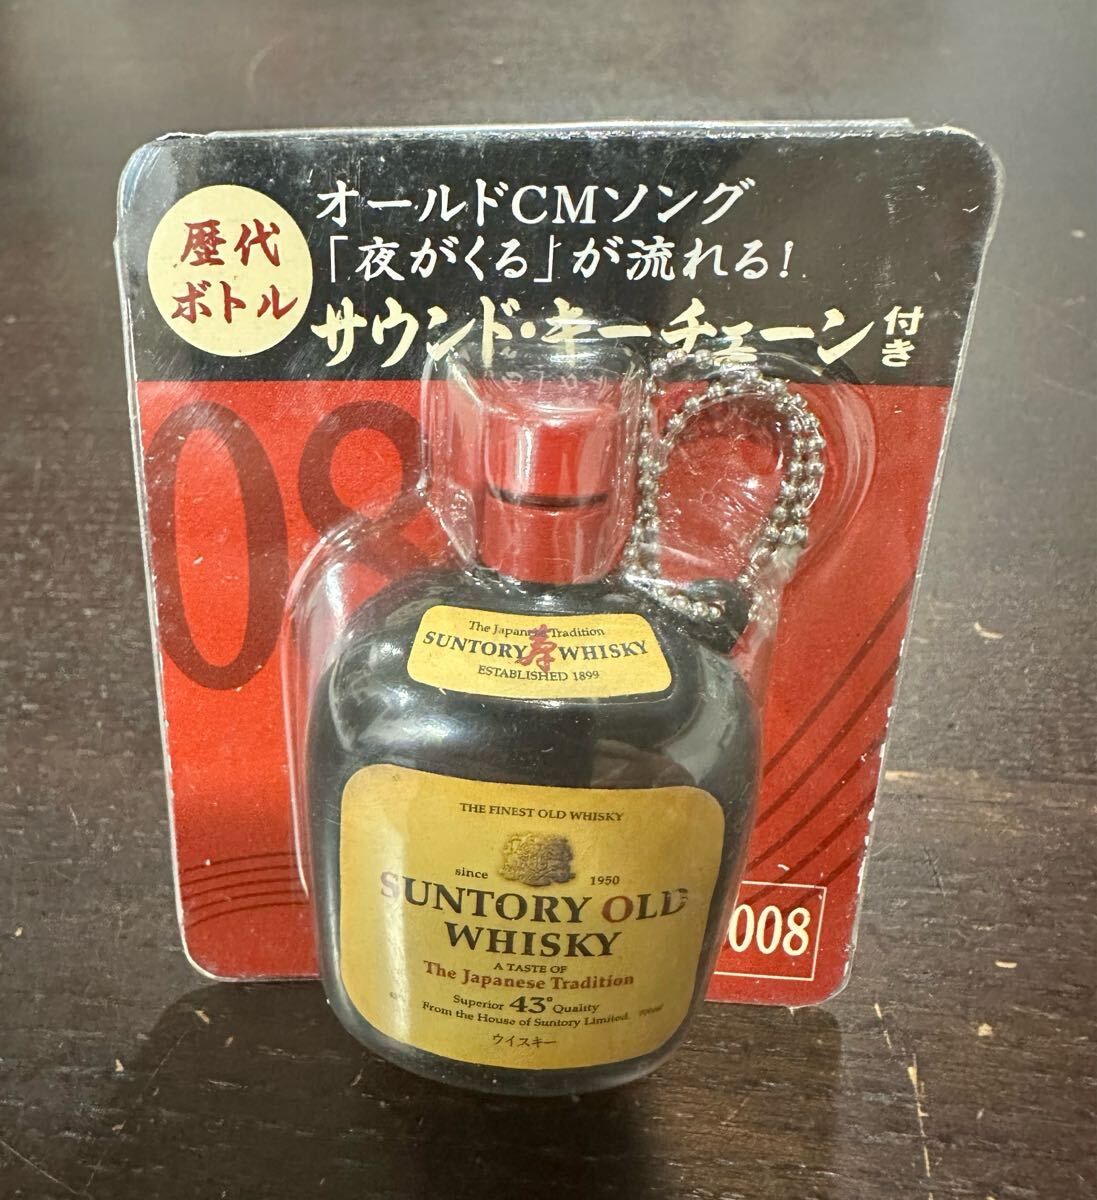 歴代
ボトル
オールドCMソング
「夜がくる」が流れる!
サウンド・キーチェーン付き
08
The Japanese Tradition
SUNTORY 寿 WHISKY
ESTABLISHED 1899
THE FINEST OLD WHISKY
since 1950
SUNTORY OLD
WHISKY
A TASTE OF
The Japanese Tradition
Superior 43° Quality
From the House of Suntory Limited.
ウイスキー
008